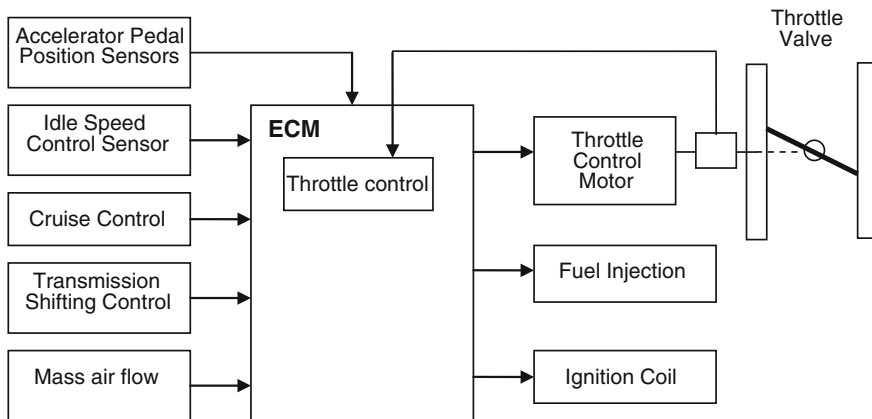 Accelerator Pedal
Position Sensors
Idle Speed
Control Sensor
Cruise Control
Transmission
Shifting Control
Mass air flow
ECM
Throttle control
Throttle
Control
Motor
Fuel Injection
Ignition Coil
Throttle
Valve